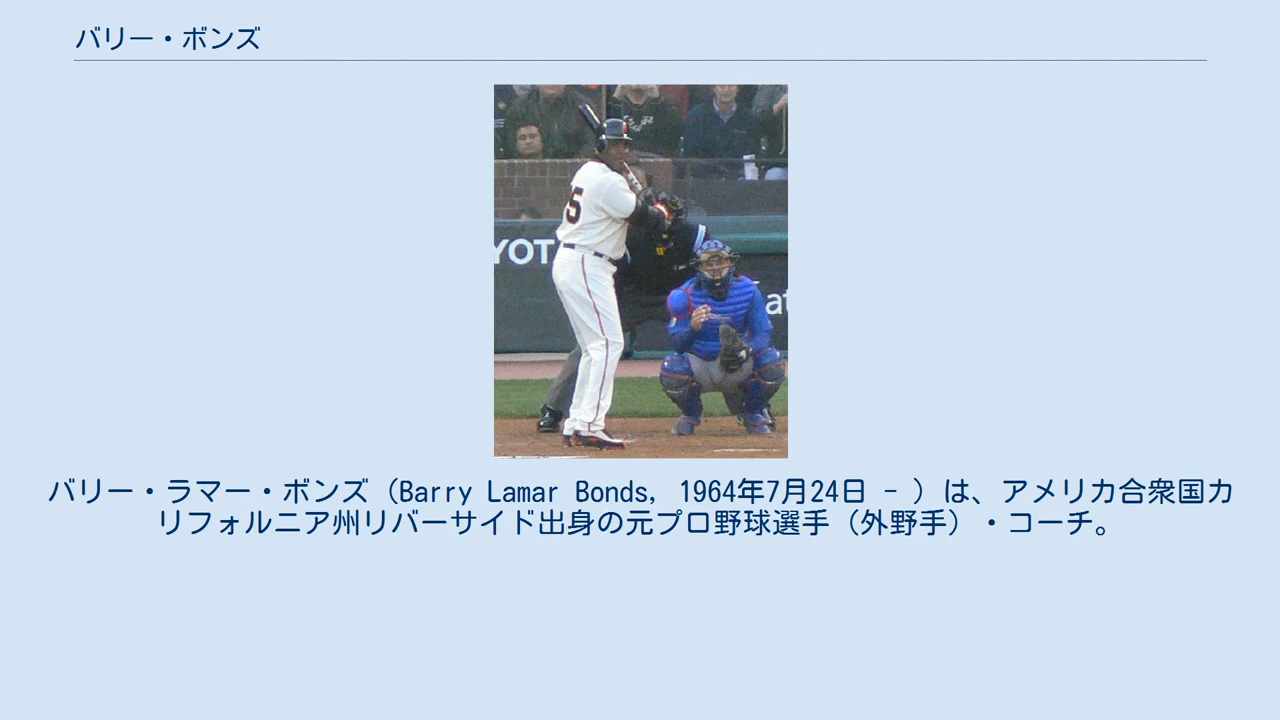 バリー・ボンズ
5
YOT
at
バリー・ラマー・ボンズ（Barry Lamar Bonds, 1964年7月24日 - ）は、アメリカ合衆国カ
リフォルニア州リバーサイド出身の元プロ野球選手（外野手）・コーチ。